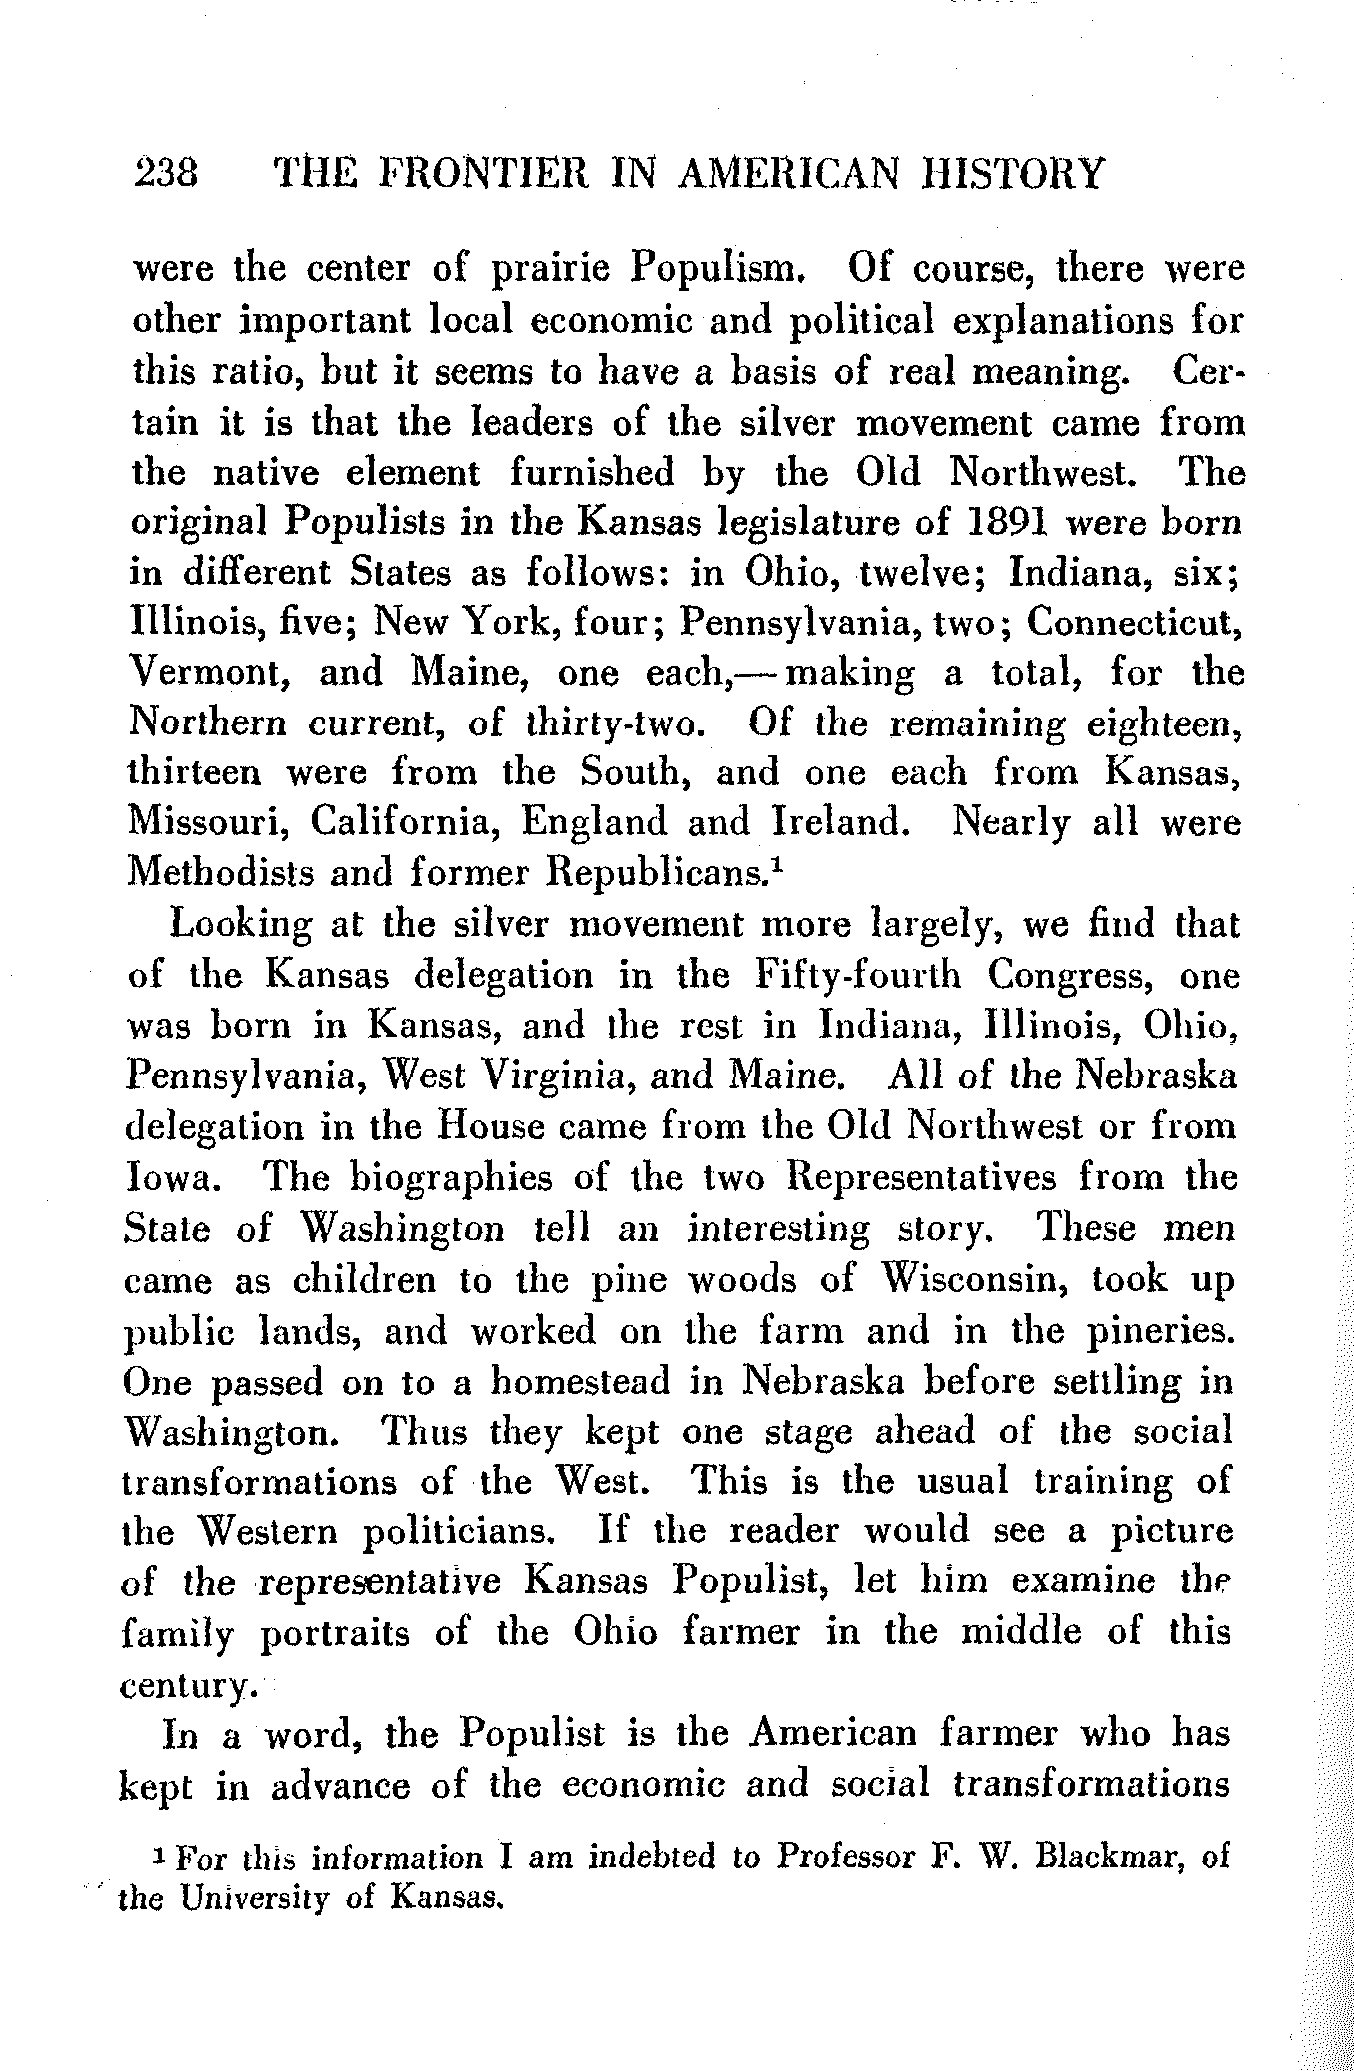 238 THE FRONTIER IN AMERICAN HISTORY
were the center of prairie Populism. Of course, there were
other important local economic and political explanations for
this ratio, but it seems to have a basis of real meaning. Cer-
tain it is that the leaders of the silver movement came from
the native element furnished by the Old Northwest. The
original Populists in the Kansas legislature of 1891 were born
in different States as follows: in Ohio, twelve; Indiana, six;
Illinois, five; New York, four; Pennsylvania, two; Connecticut,
Vermont, and Maine, one each,— making a total, for the
Northern current, of thirty-two. Of the remaining eighteen,
thirteen were from the South, and one each from Kansas,
Missouri, California, England and Ireland. Nearly all were
Methodists and former Republicans.¹
Looking at the silver movement more largely, we find that
of the Kansas delegation in the Fifty-fourth Congress, one
was born in Kansas, and the rest in Indiana, Illinois, Ohio,
Pennsylvania, West Virginia, and Maine. All of the Nebraska
delegation in the House came from the Old Northwest or from
Iowa. The biographies of the two Representatives from the
State of Washington tell an interesting story. These men
came as children to the pine woods of Wisconsin, took up
public lands, and worked on the farm and in the pineries.
One passed on to a homestead in Nebraska before settling in
Washington. Thus they kept one stage ahead of the social
transformations of the West. This is the usual training of
the Western politicians. If the reader would see a picture
of the representative Kansas Populist, let him examine the
family portraits of the Ohio farmer in the middle of this
century.
In a word, the Populist is the American farmer who has
kept in advance of the economic and social transformations
¹ For this information I am indebted to Professor F. W. Blackmar, of
the University of Kansas.